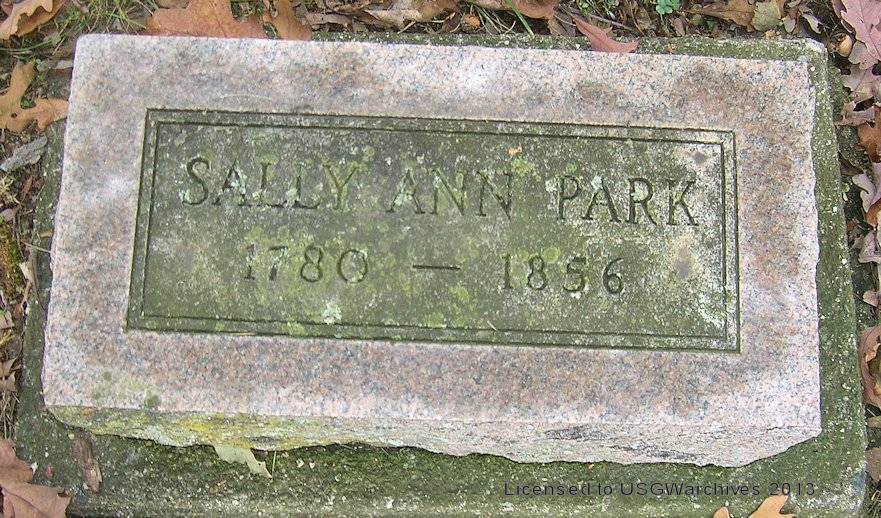 SALLY ANN PARK
1780 — 1856
Licensed to USGWarchives 2013